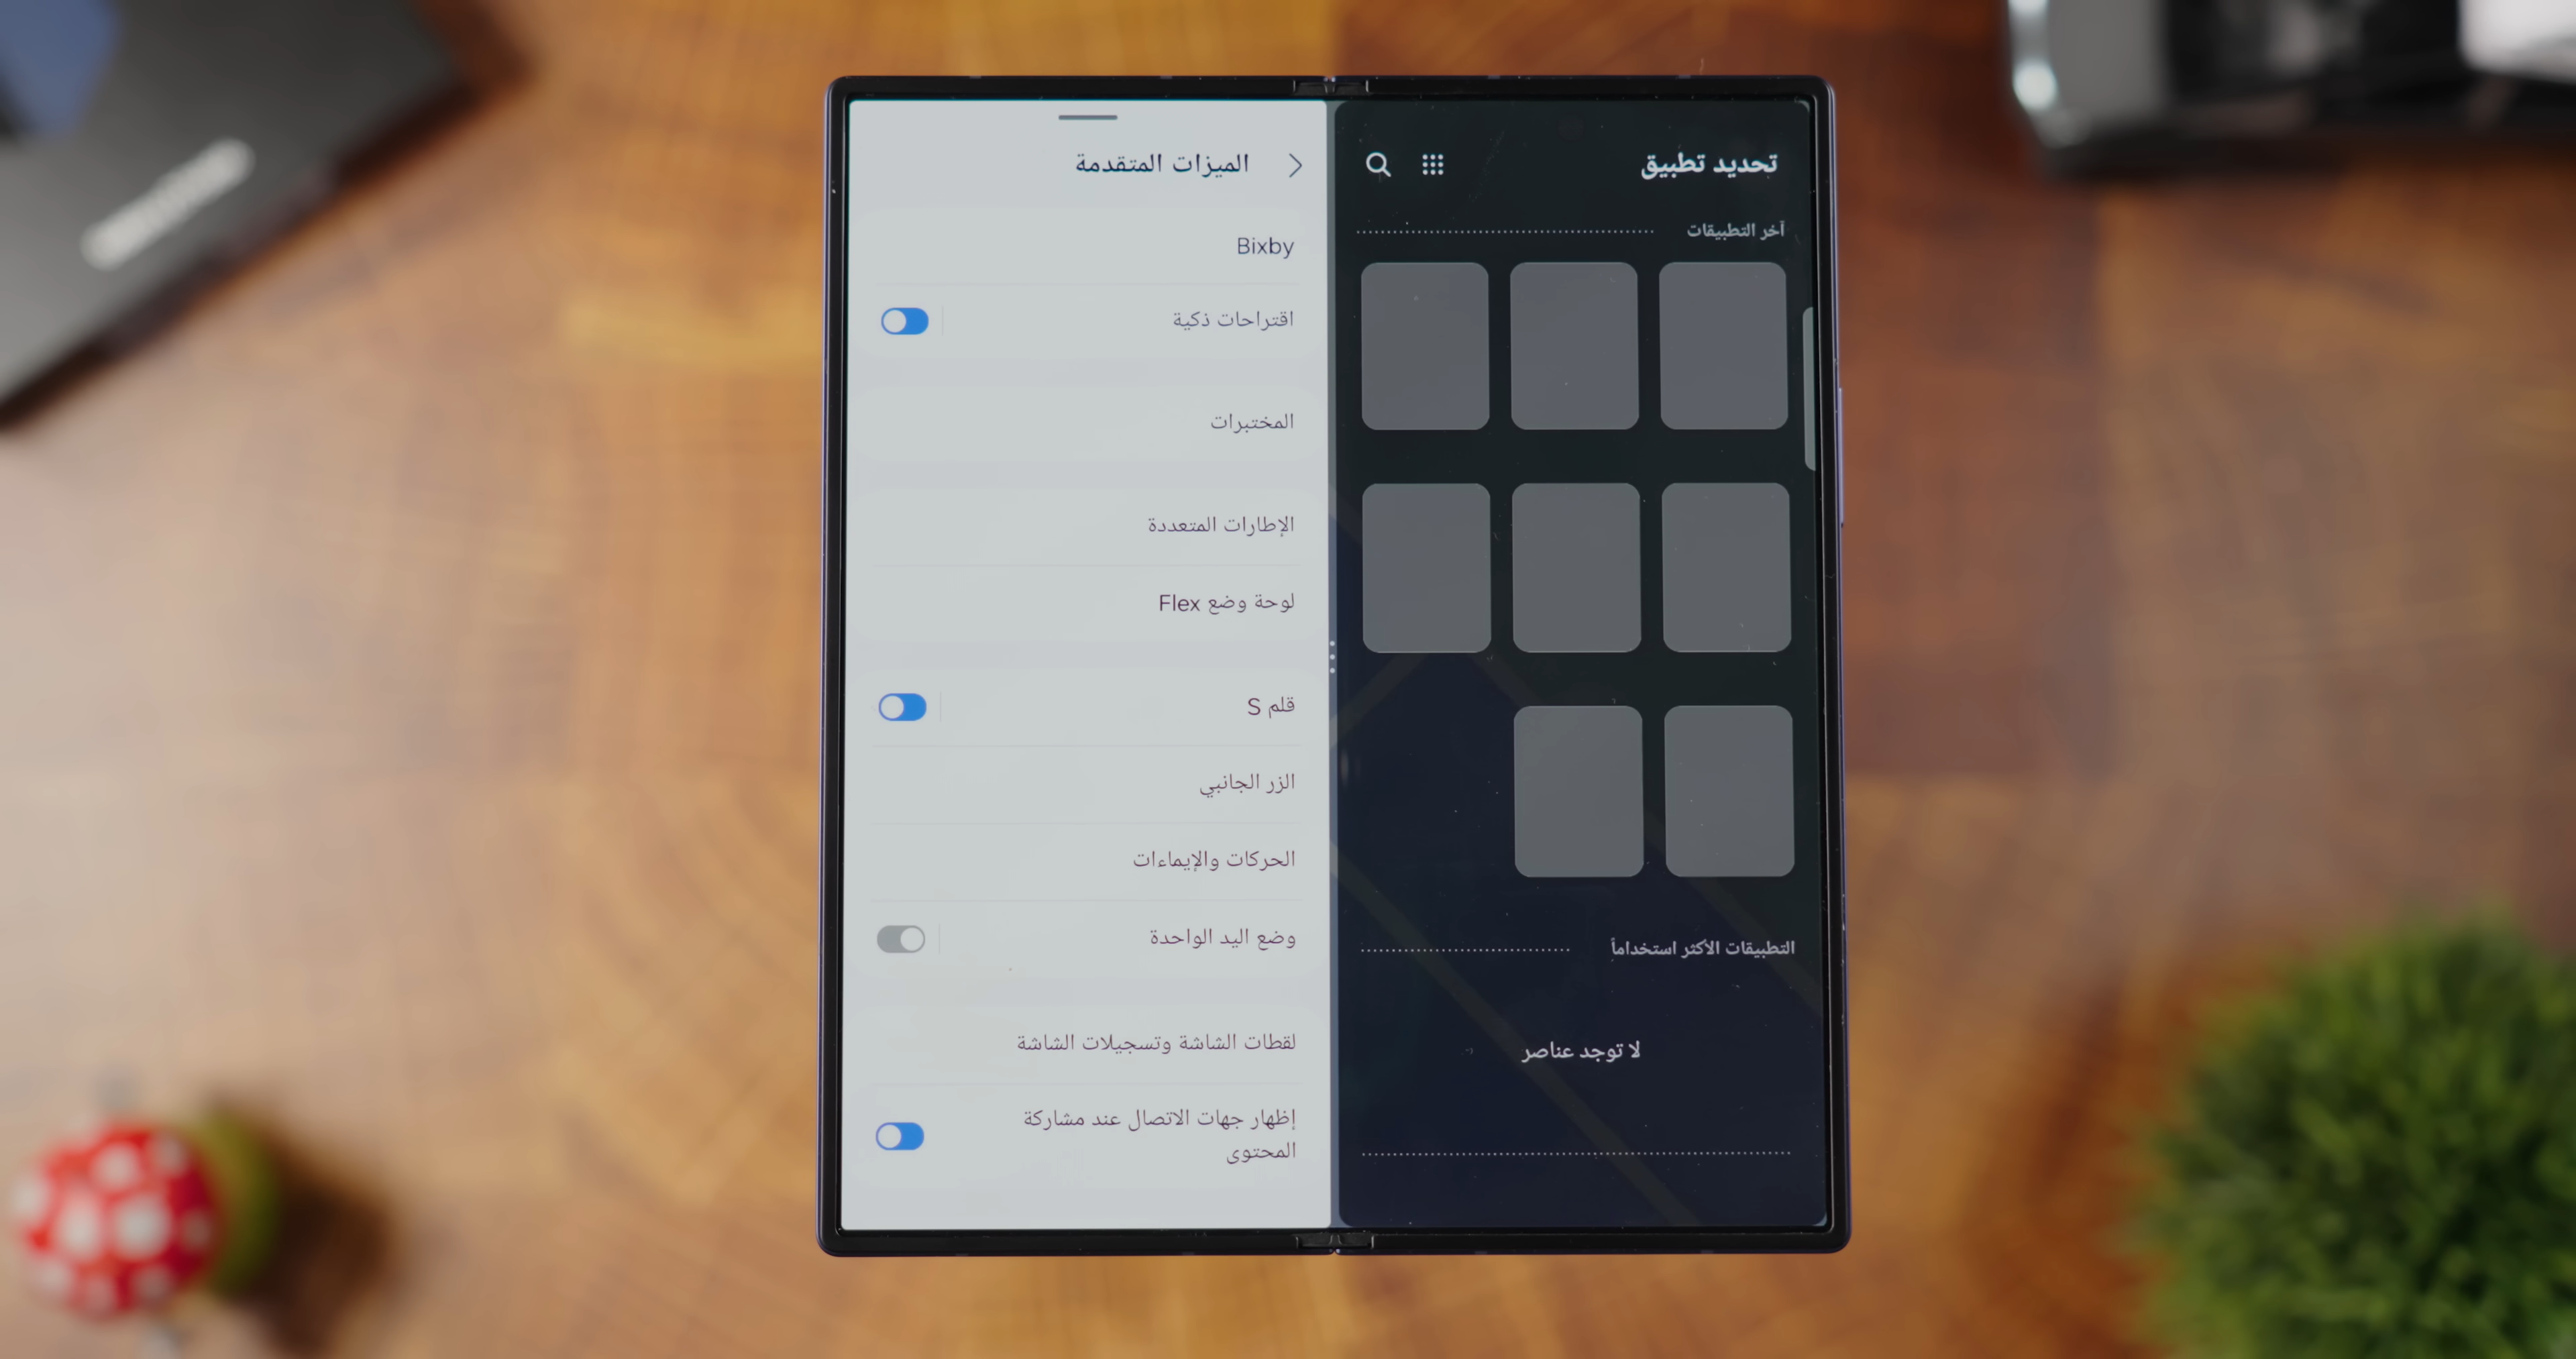 تحديد تطبيق
آخر التطبيقات
التطبيقات الأكثر استخداماً
لا توجد عناصر
الميزات المتقدمة
Bixby
اقتراحات ذكية
المختبرات
الإطارات المتعددة
لوحة وضع Flex
قلم S
الزر الجانبي
الحركات والإيماءات
وضع اليد الواحدة
لقطات الشاشة وتسجيلات الشاشة
إظهار جهات الاتصال عند مشاركة
المحتوى